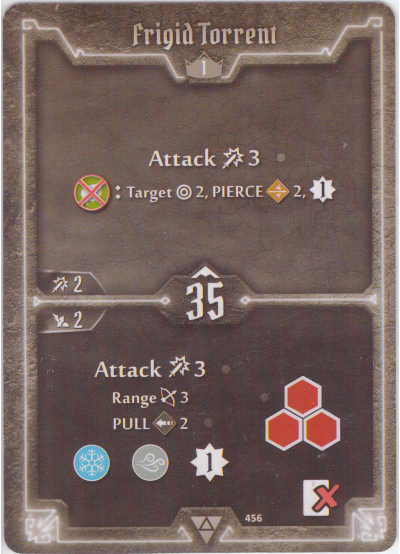 Frigid Torrent
1
Attack 3
: Target 2, PIERCE 2, 1
2
35
2
Attack 3
Range 3
PULL 2
1
456